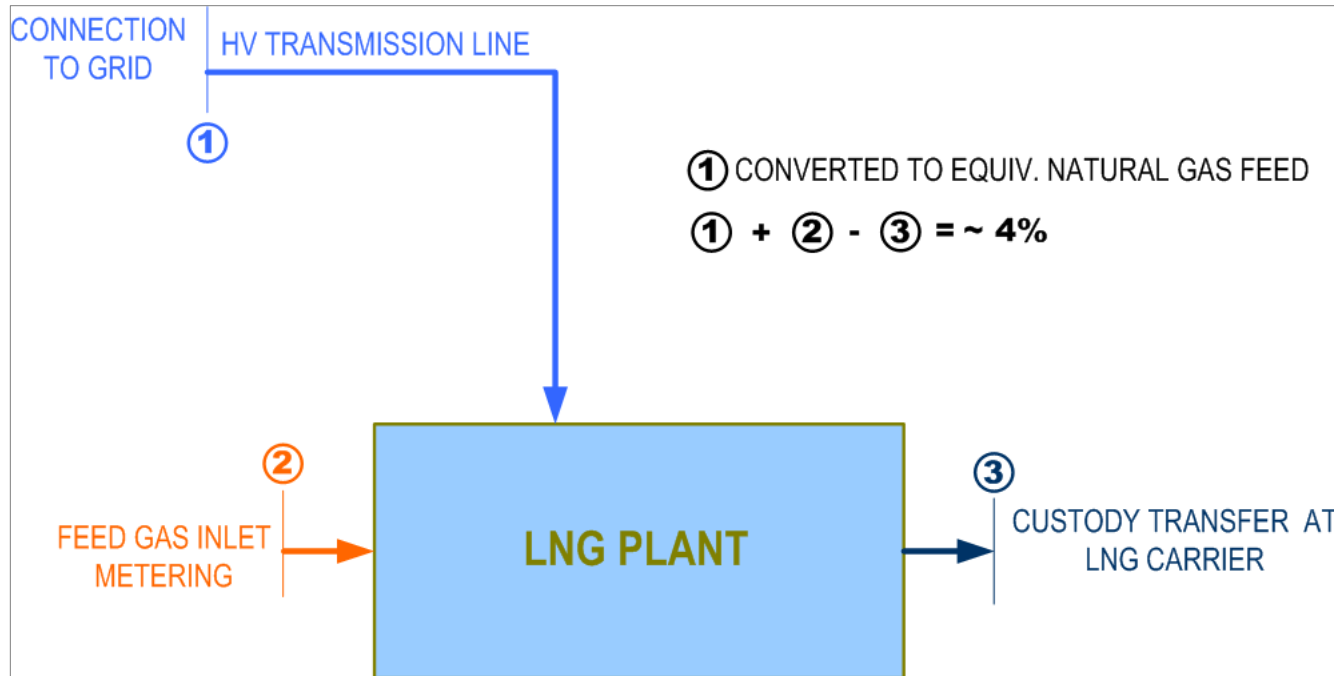 CONNECTION
TO GRID
HV TRANSMISSION LINE
①
① CONVERTED TO EQUIV. NATURAL GAS FEED
① + ② - ③ = ~ 4%
②
FEED GAS INLET
METERING
LNG PLANT
③
CUSTODY TRANSFER AT
LNG CARRIER